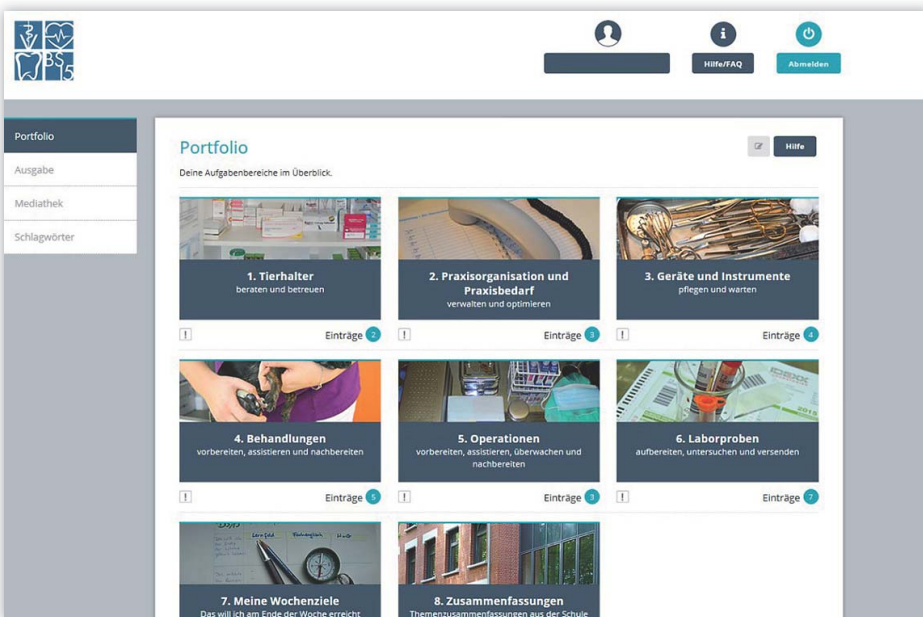 BS
5
Hilfe/FAQ
Abmelden
Portfolio
Ausgabe
Mediathek
Schlagwörter
Portfolio
Hilfe
Deine Aufgabenbereiche im Überblick.
1. Tierhalter
beraten und betreuen
! Einträge 2
2. Praxisorganisation und
Praxisbedarf
verwalten und optimieren
! Einträge 3
3. Geräte und Instrumente
pflegen und warten
! Einträge 4
4. Behandlungen
vorbereiten, assistieren und nachbereiten
! Einträge 5
5. Operationen
vorbereiten, assistieren, überwachen und
nachbereiten
! Einträge 3
IDEXX
2015
6. Laborproben
aufbereiten, untersuchen und versenden
! Einträge 7
Lernfeld
7. Meine Wochenziele
Das will ich am Ende der Woche erreicht
8. Zusammenfassungen
Themenzusammenfassungen aus der Schule